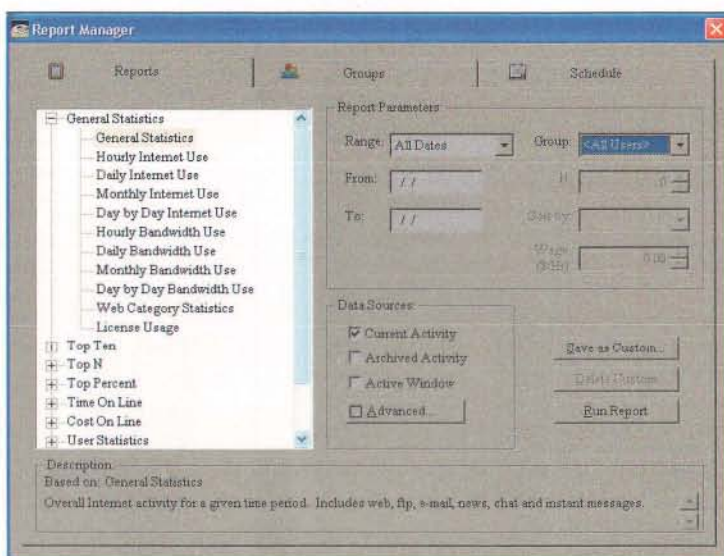 Report Manager
Reports
Groups
Schedule
General Statistics
General Statistics
Hourly Internet Use
Daily Internet Use
Monthly Internet Use
Day by Day Internet Use
Hourly Bandwidth Use
Daily Bandwidth Use
Monthly Bandwidth Use
Day by Day Bandwidth Use
Web Category Statistics
License Usage
Top Ten
Top N
Top Percent
Time On Line
Cost On Line
User Statistics
Report Parameters
Range: All Dates
Group: <All Users>
From: / /
N 0
To: / /
Sort by:
Wage
0.00
Data Sources:
Current Activity
Archived Activity
Active Window
Advanced...
Save as Custom...
Delete Custom
Run Report
Description:
Based on: General Statistics
Overall Internet activity for a given time period. Includes web, ftp, e-mail, news, chat and instant messages.